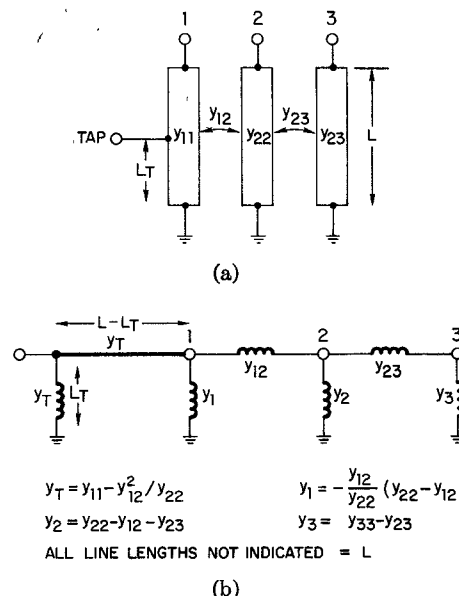 1 2 3
y12 y23
TAP y11 y22 y23 L
LT
(a)
L-LT
yT 1 2 3
y12 y23
yT LT y1 y2 y3
yT = y11 - y12^2 / y22
y1 = - y12/y22 (y22 - y12
y2 = y22 - y12 - y23
y3 = y33 - y23
ALL LINE LENGTHS NOT INDICATED = L
(b)